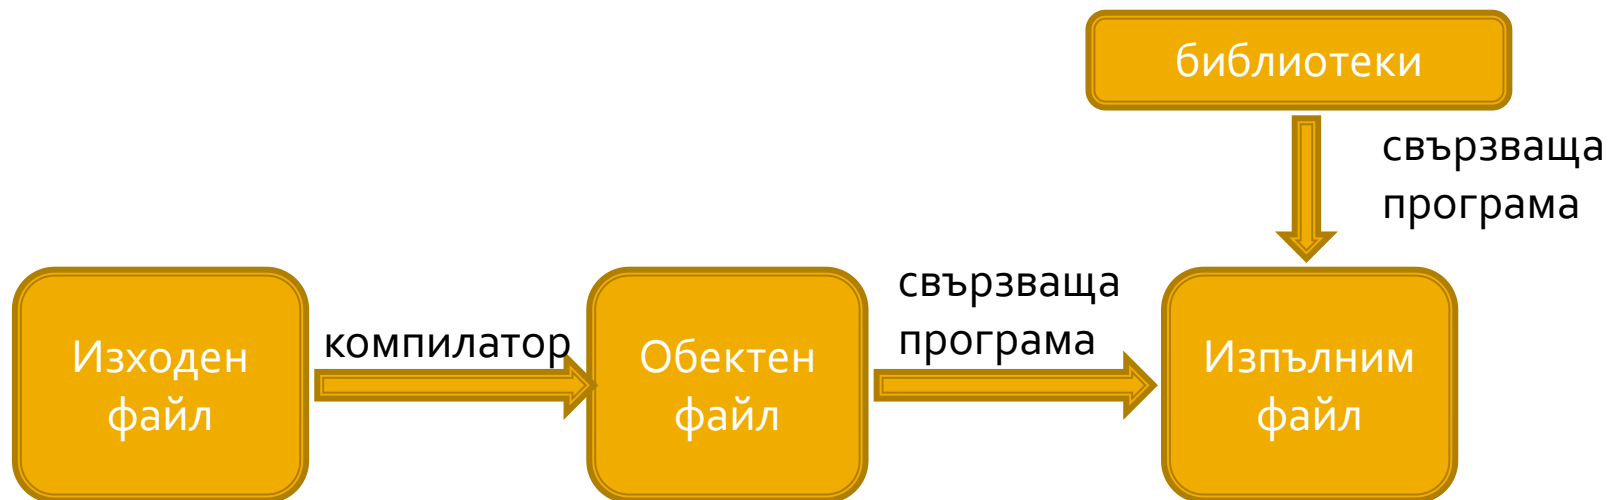 библиотеки
свързваща
програма
Изходен
файл
компилатор
Обектен
файл
свързваща
програма
Изпълним
файл